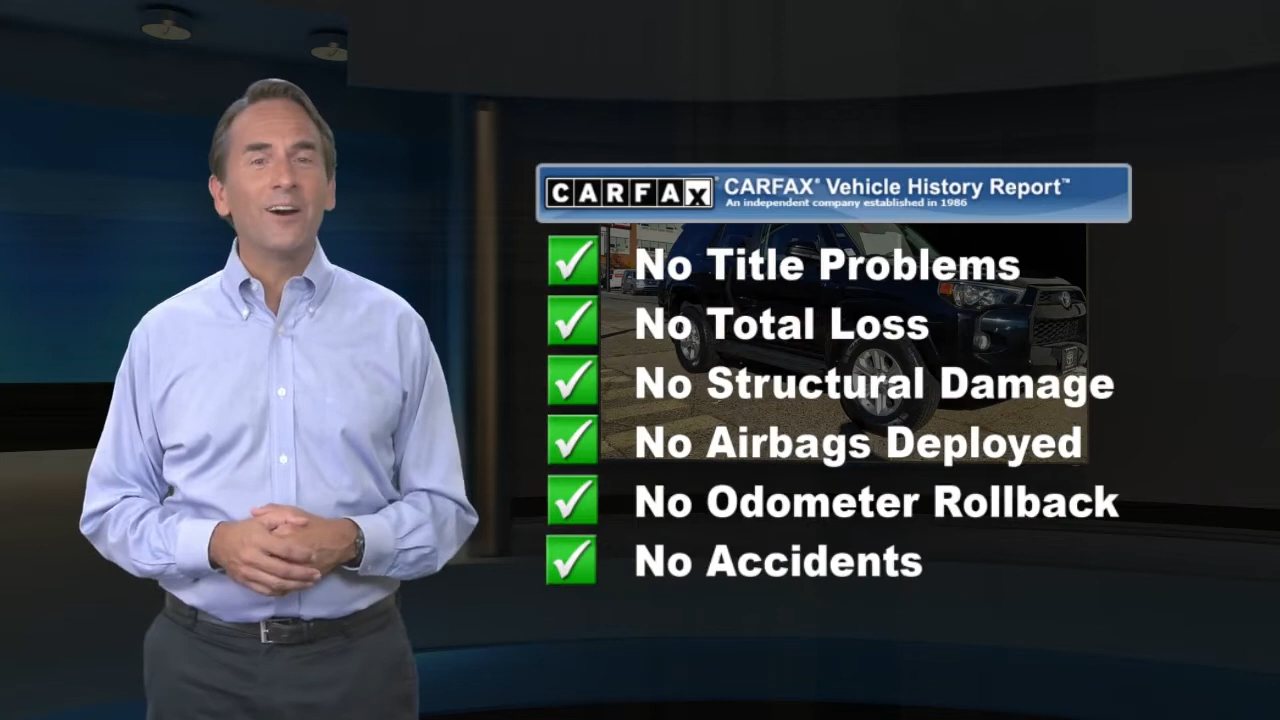 CARFAX® CARFAX® Vehicle History Report™
An independent company established in 1986
No Title Problems
No Total Loss
No Structural Damage
No Airbags Deployed
No Odometer Rollback
No Accidents